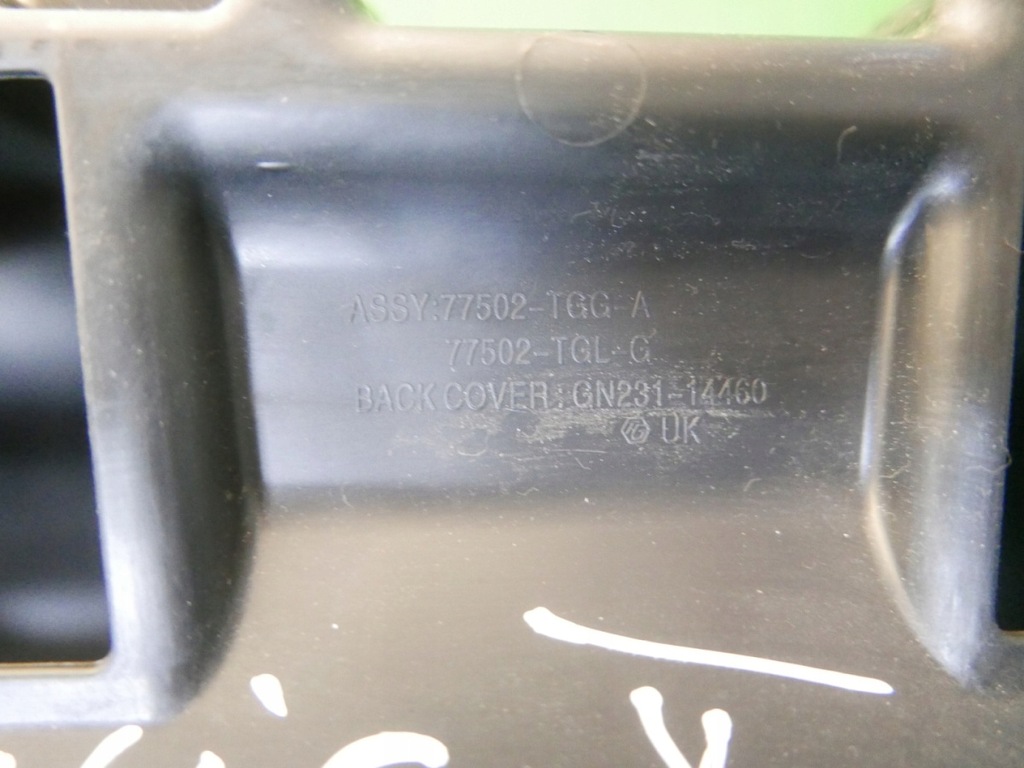 ASSY:77502-TGG-A
77502-TGL-G
BACK COVER:GN231-14460
UK